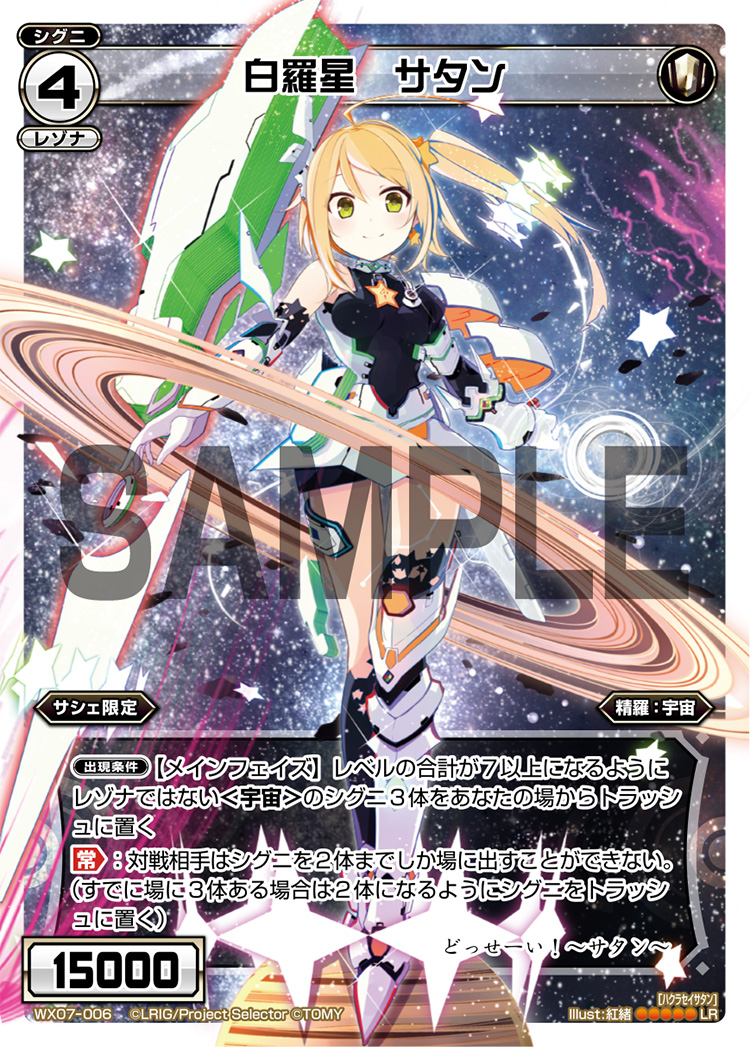 シグニ
4
レゾナ
白羅星　サタン
SAMPLE
サシェ限定
精羅：宇宙
出現条件【メインフェイズ】レベルの合計が７以上になるように
レゾナではない＜宇宙＞のシグニ３体をあなたの場からトラッシ
ュに置く
常：対戦相手はシグニを２体までしか場に出すことができない。
（すでに場に３体ある場合は２体になるようにシグニをトラッシ
ュに置く）
どっせーい！～サタン～
15000
[ハクラセイサタン]
WX07-006 ©LRIG/Project Selector ©TOMY
Illust:紅緒 LR